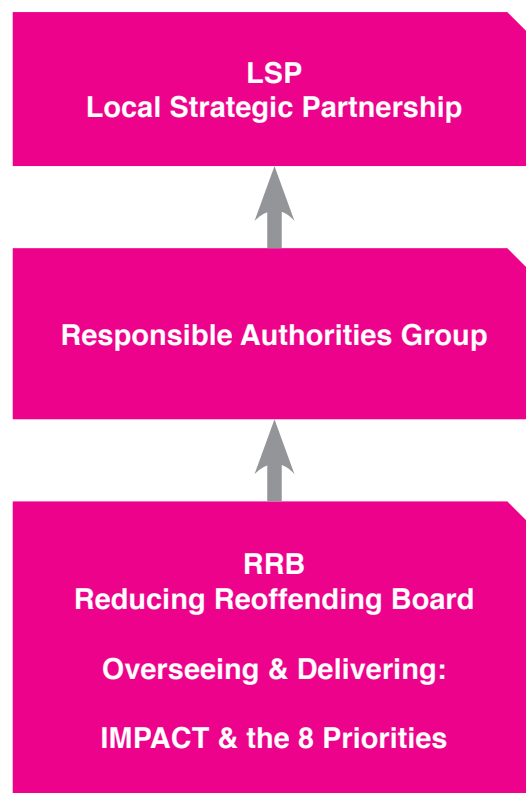 LSP
Local Strategic Partnership
Responsible Authorities Group
RRB
Reducing Reoffending Board
Overseeing & Delivering:
IMPACT & the 8 Priorities